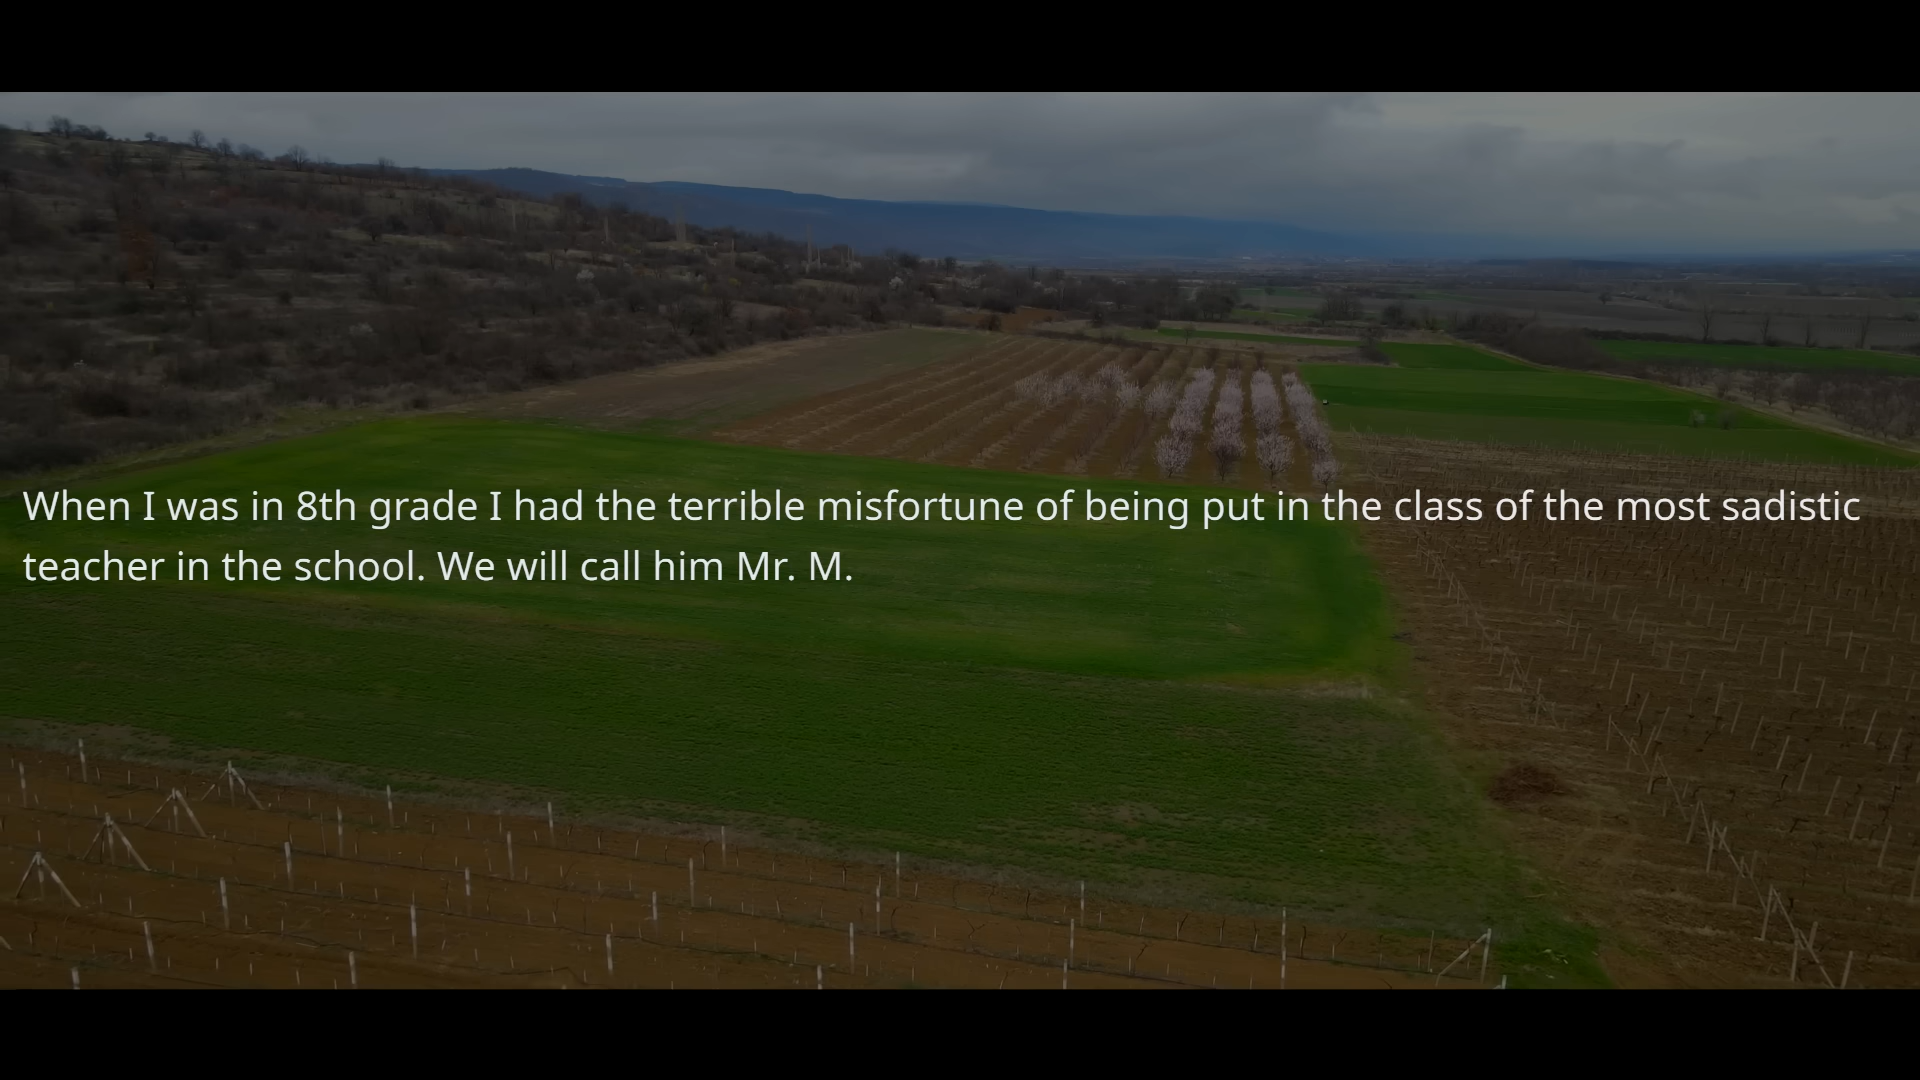 When I was in 8th grade I had the terrible misfortune of being put in the class of the most sadistic
teacher in the school. We will call him Mr. M.